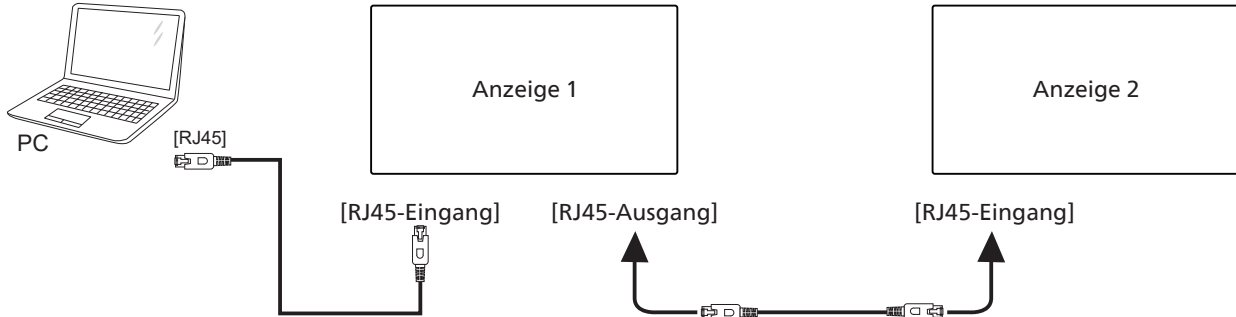 Anzeige 1
Anzeige 2
PC
[RJ45]
[RJ45-Eingang]
[RJ45-Ausgang]
[RJ45-Eingang]